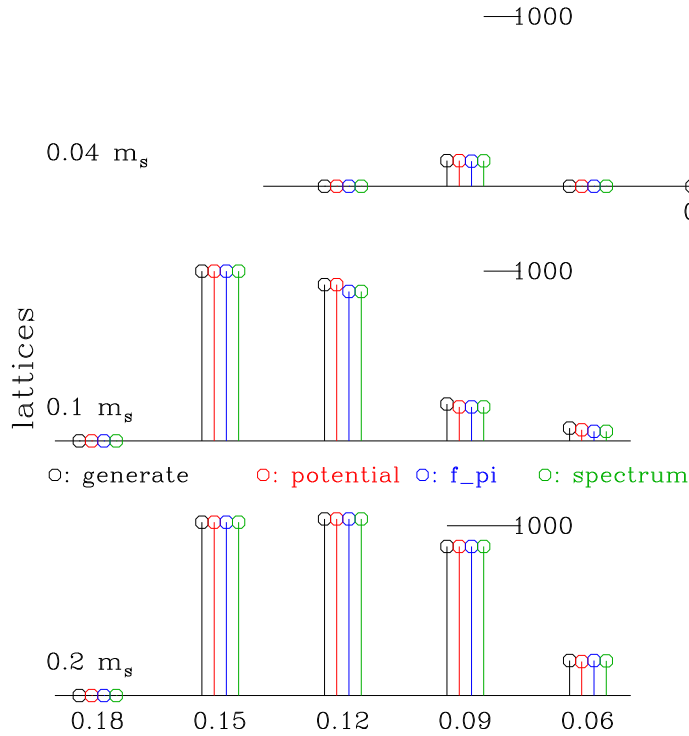 1000
0.04 m_s
0
1000
lattices
0.1 m_s
: generate : potential : f_pi : spectrum
1000
0.2 m_s
0.18 0.15 0.12 0.09 0.06